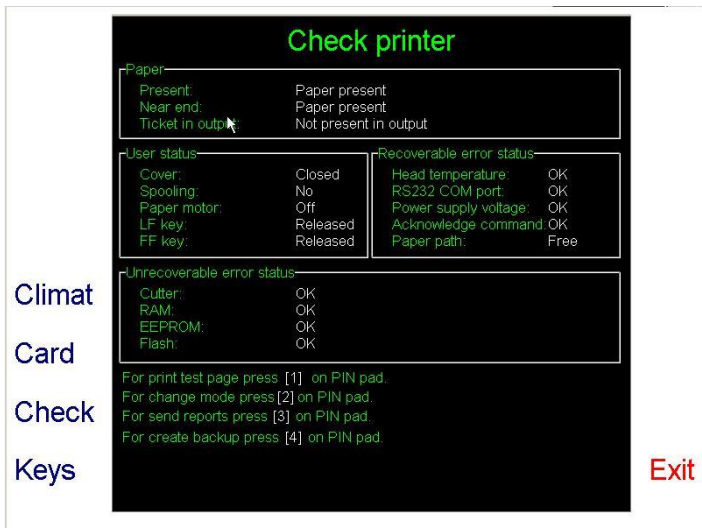 Check printer
Paper
Present: Paper present
Near end: Paper present
Ticket in output: Not present in output
User status
Cover: Closed
Spooling: No
Paper motor: Off
LF key: Released
FF key: Released
Recoverable error status
Head temperature: OK
RS232 COM port: OK
Power supply voltage: OK
Acknowledge command: OK
Paper path: Free
Unrecoverable error status
Cutter: OK
RAM: OK
EEPROM: OK
Flash: OK
For print test page press [1] on PIN pad.
For change mode press [2] on PIN pad.
For send reports press [3] on PIN pad.
For create backup press [4] on PIN pad.
Climat
Card
Check
Keys
Exit